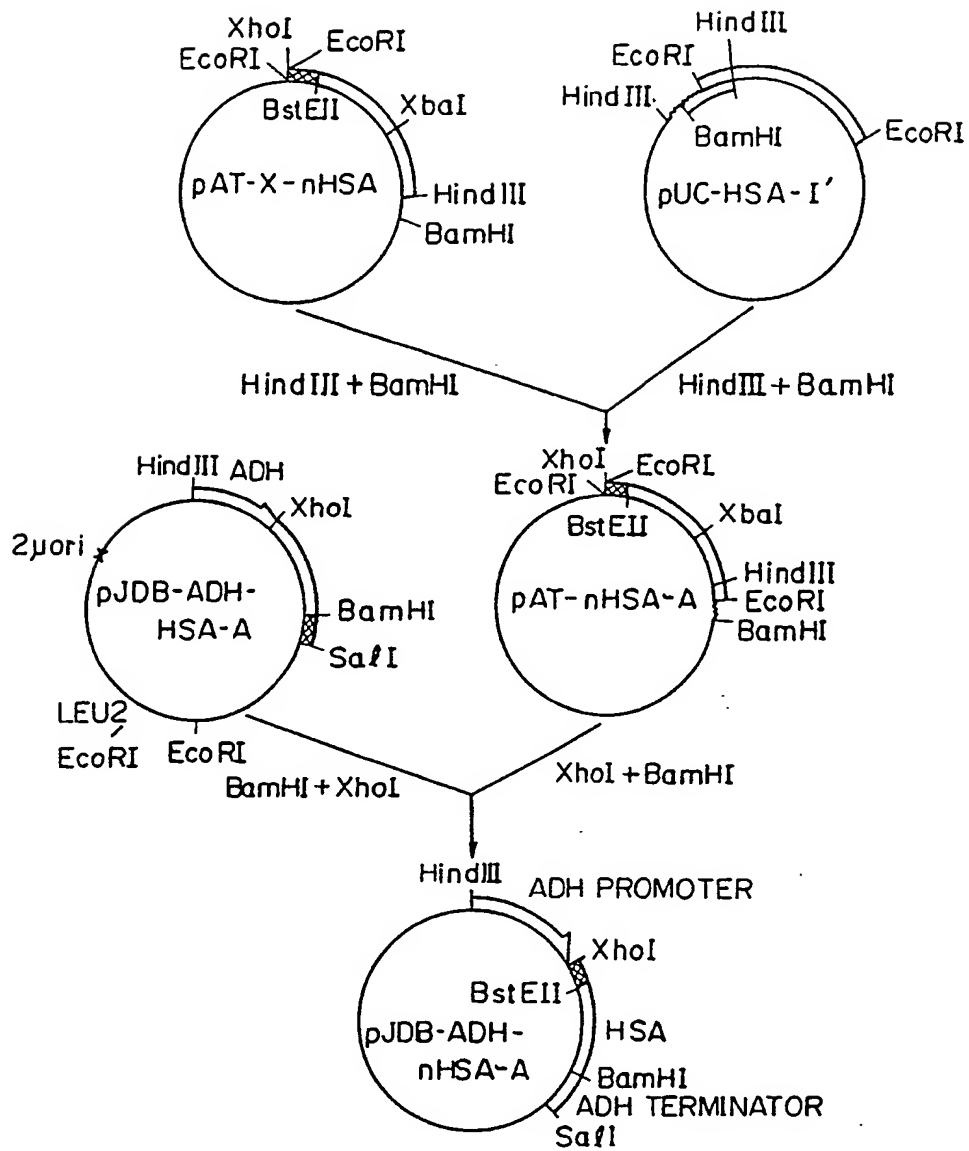 XhoI
EcoRI
EcoRI
BstEII
XbaI
pAT-X-nHSA
HindIII
BamHI
HindIII
EcoRI
HindIII
BamHI
EcoRI
pUC-HSA-I'
HindIII + BamHI
HindIII + BamHI
HindIII
ADH
XhoI
2μori
pJDB-ADH-
HSA-A
BamHI
SalI
LEU2
EcoRI
EcoRI
XhoI
EcoRI
EcoRI
BstEII
XbaI
pAT-nHSA-A
HindIII
EcoRI
BamHI
BamHI + XhoI
XhoI + BamHI
HindIII
ADH PROMOTER
XhoI
BstEII
pJDB-ADH-
nHSA-A
HSA
BamHI
ADH TERMINATOR
SalI